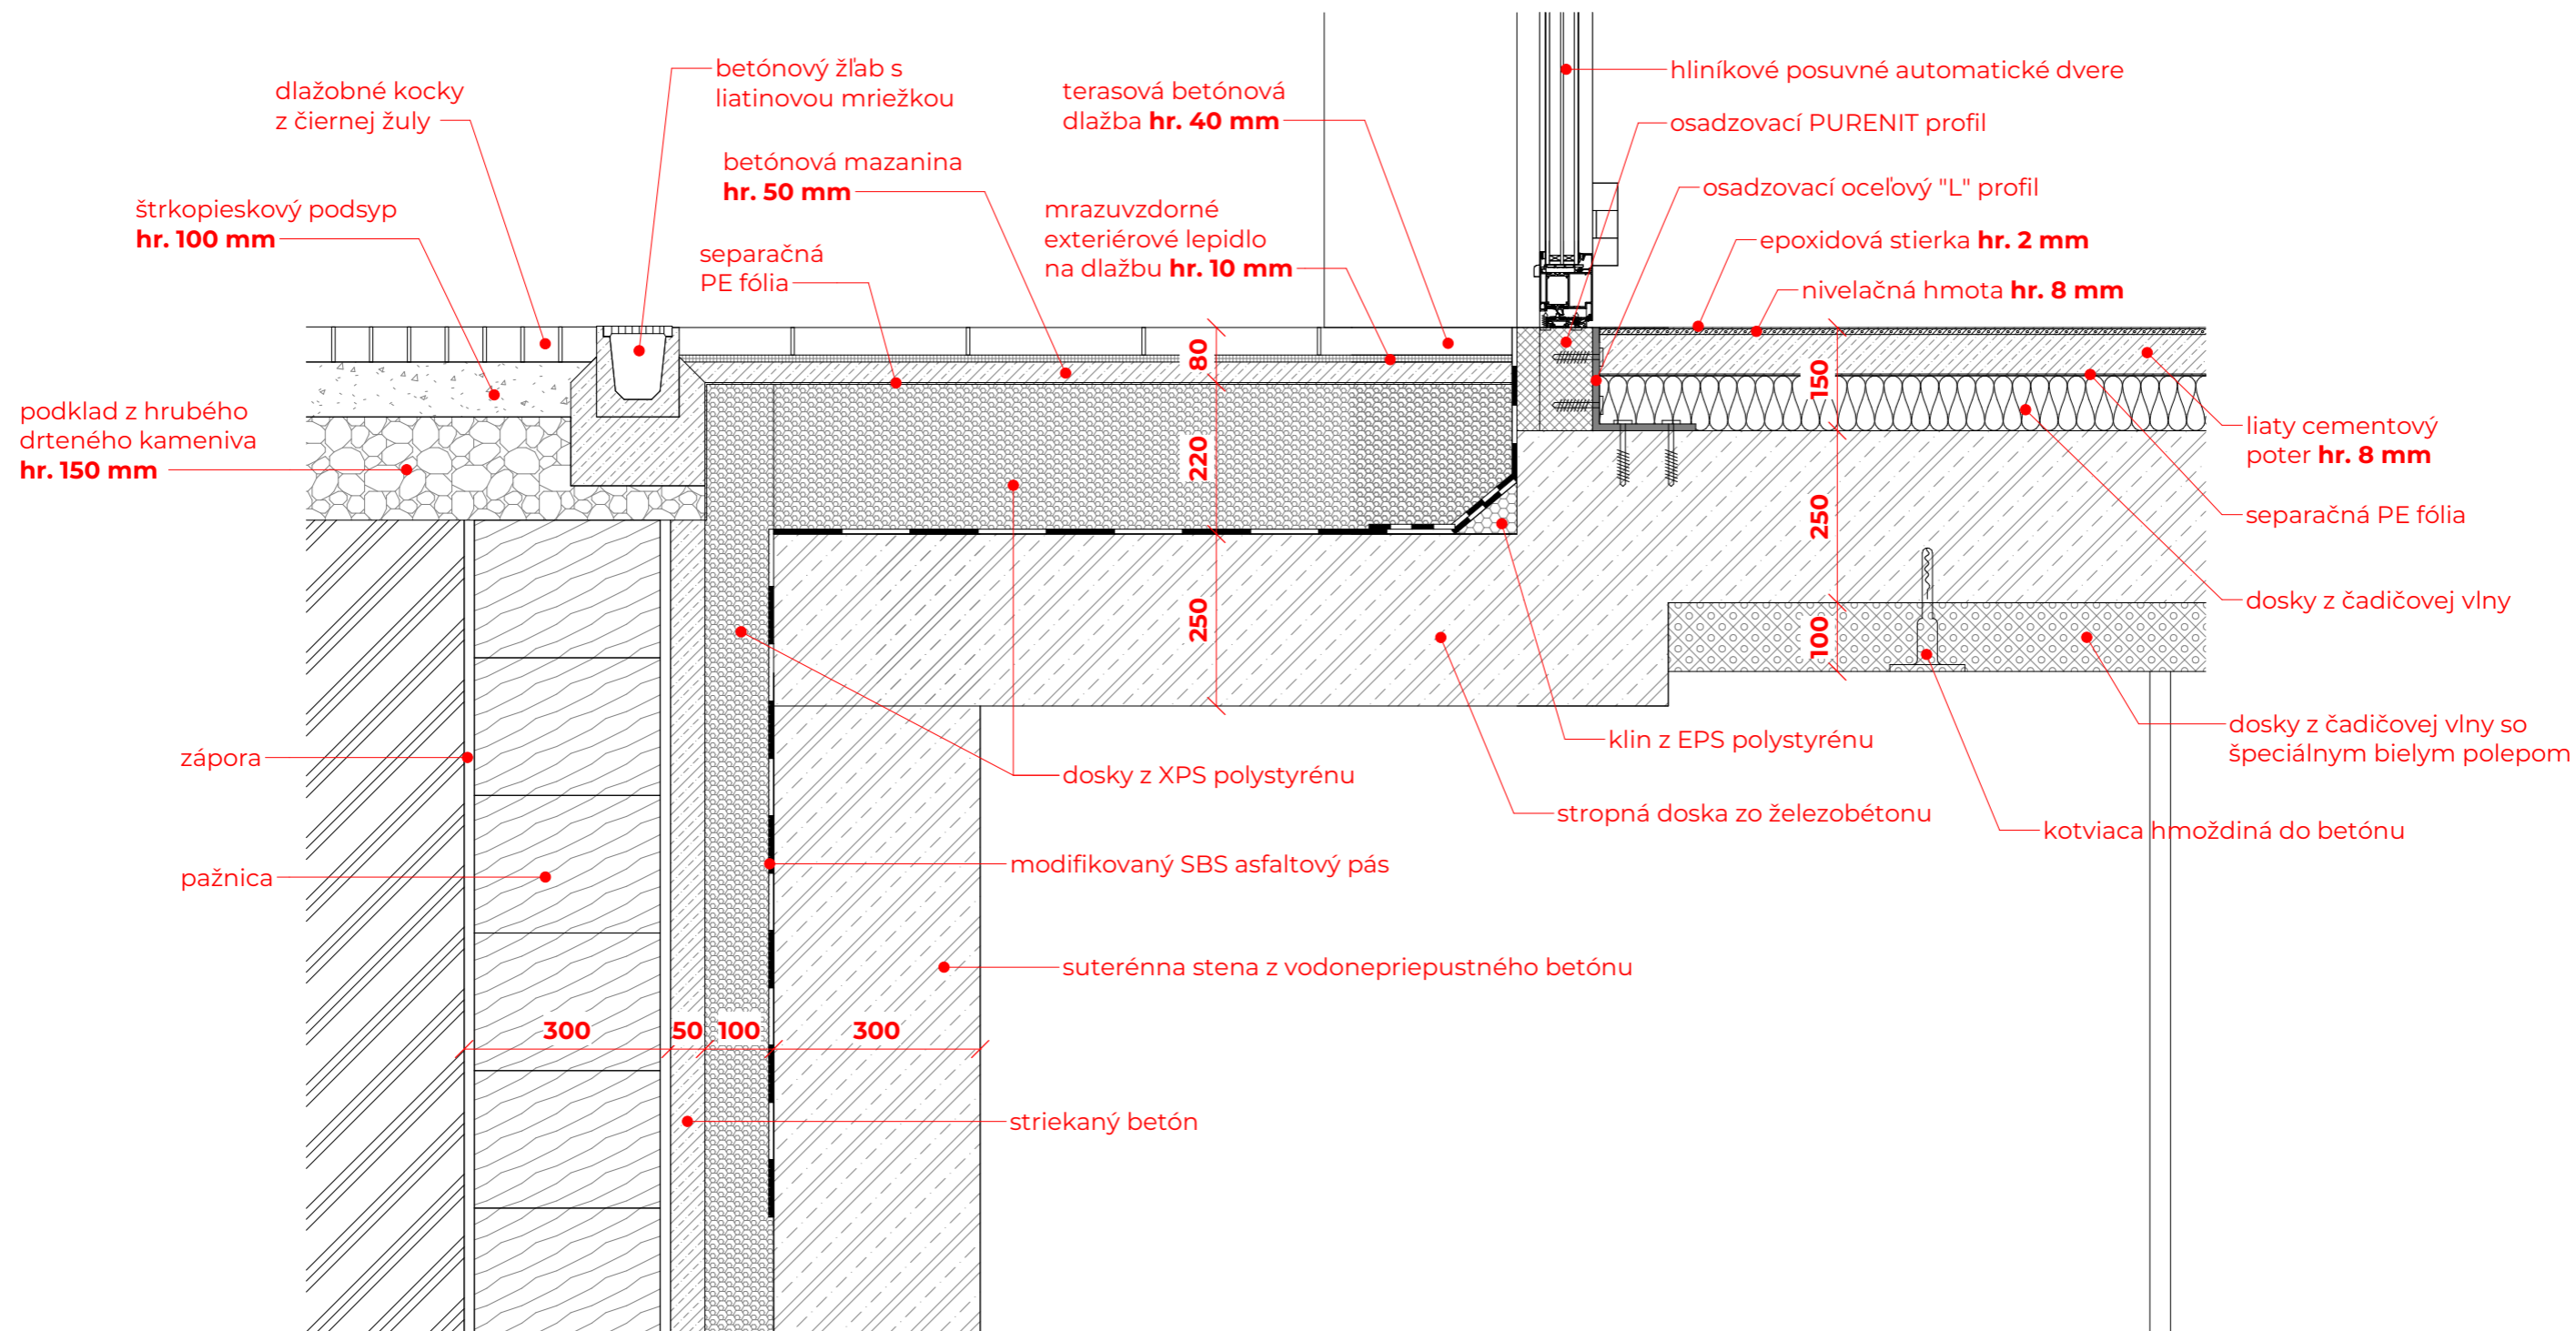 betónový žľab s
liatinovou mriežkou
dlažobné kocky
z čiernej žuly
terasová betónová
dlažba hr. 40 mm
hliníkové posuvné automatické dvere
osadzovací PURENIT profil
betónová mazanina
hr. 50 mm
osadzovací oceľový "L" profil
štrkopieskový podsyp
hr. 100 mm
mrazuvzdorné
exteriérové lepidlo
na dlažbu hr. 10 mm
epoxidová stierka hr. 2 mm
separačná
PE fólia
nivelačná hmota hr. 8 mm
80
150
podklad z hrubého
drteného kameniva
hr. 150 mm
220
liaty cementový
poter hr. 8 mm
250
separačná PE fólia
dosky z čadičovej vlny
250
100
dosky z čadičovej vlny so
špeciálnym bielym polepom
klin z EPS polystyrénu
zápora
dosky z XPS polystyrénu
stropná doska zo železobétonu
kotviaca hmoždiná do betónu
modifikovaný SBS asfaltový pás
pažnica
suterénna stena z vodonepriepustného betónu
300
50
100
300
striekaný betón